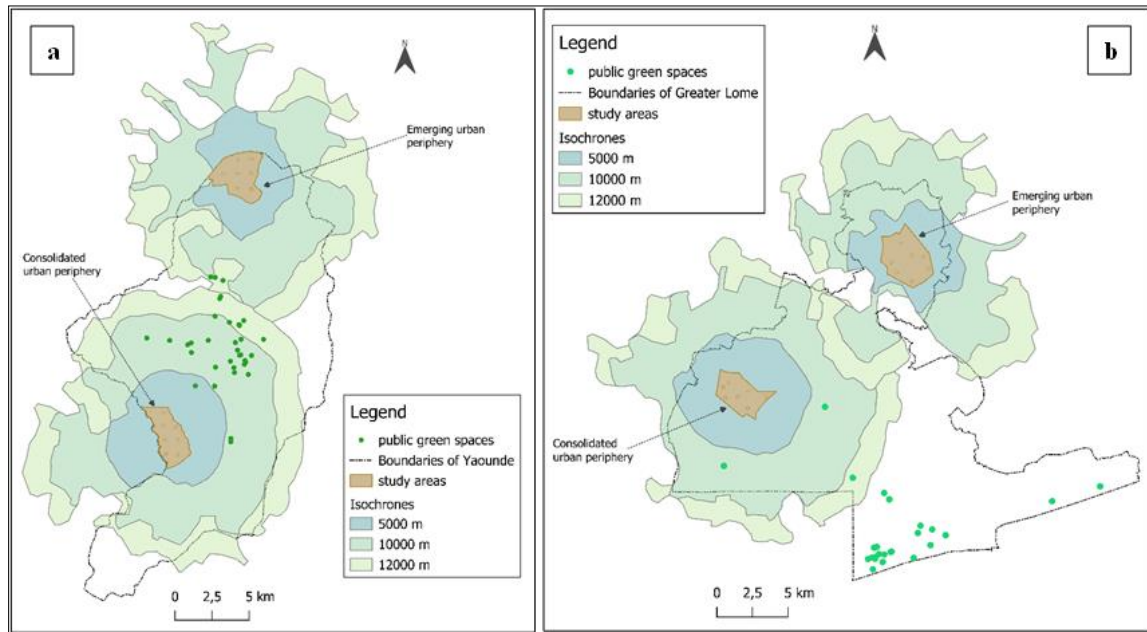 a
N
Emerging urban
periphery
Consolidated
urban periphery
Legend
public green spaces
Boundaries of Yaounde
study areas
Isochrones
5000 m
10000 m
12000 m
0 2,5 5 km
b
Legend
public green spaces
Boundaries of Greater Lome
study areas
Isochrones
5000 m
10000 m
12000 m
N
Emerging urban
periphery
Consolidated
urban periphery
0 2,5 5 km